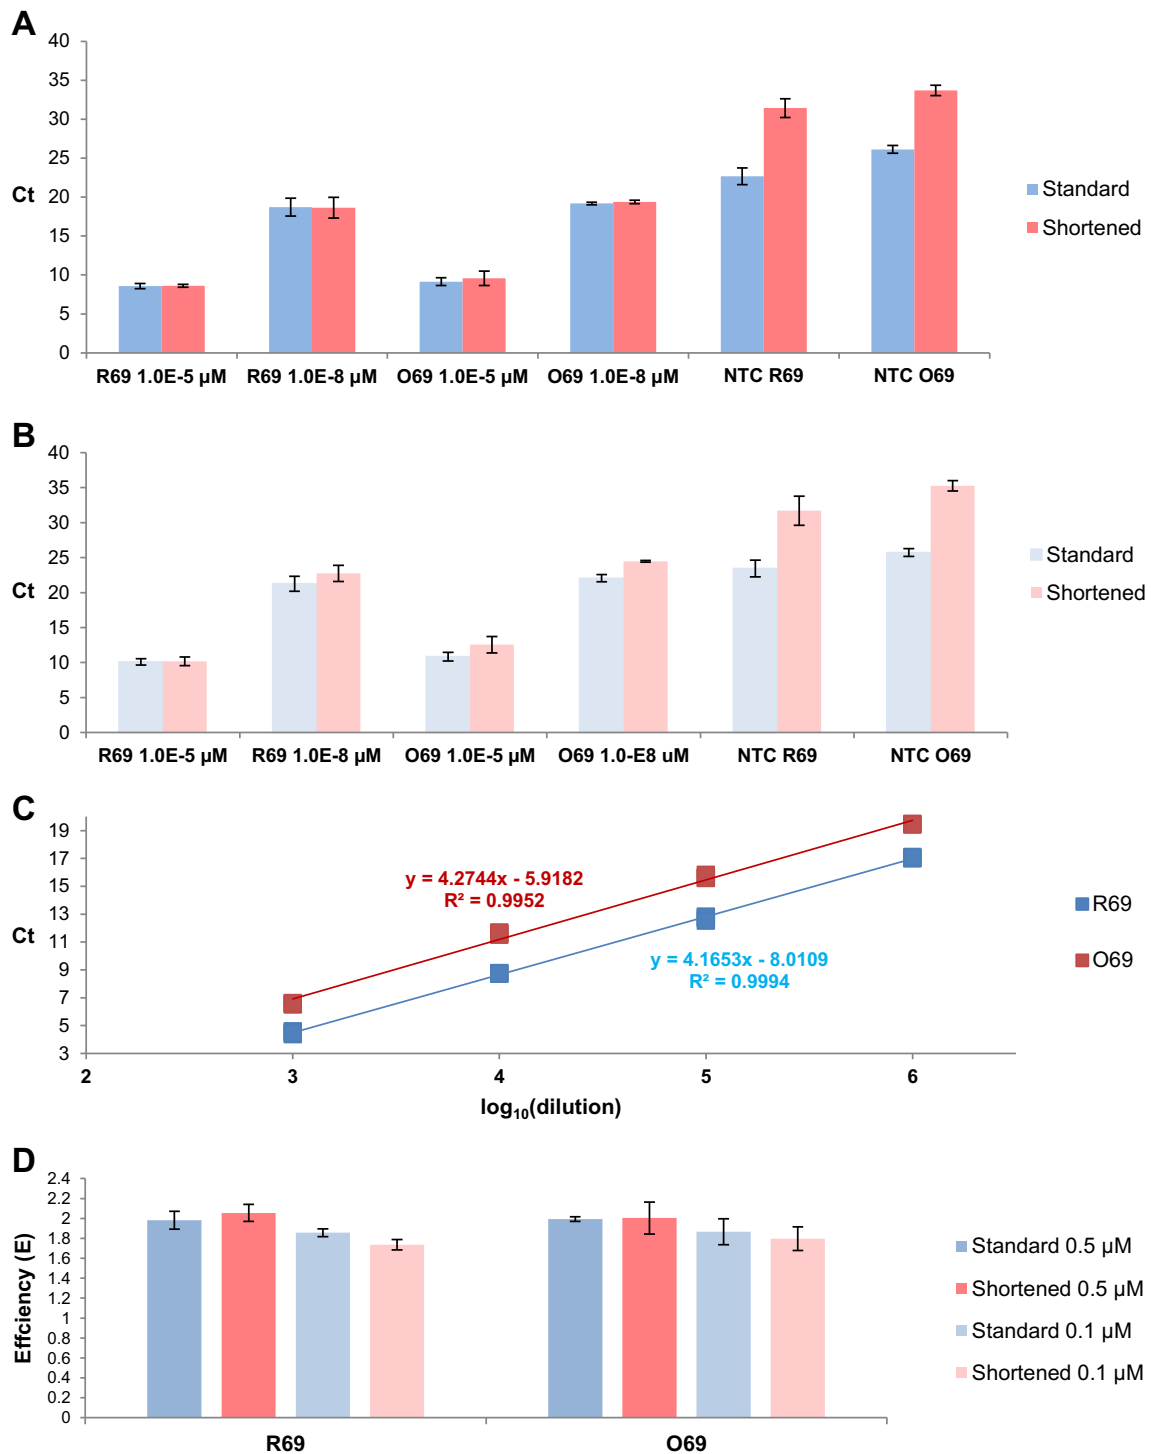 A
40
35
30
25
20
15
10
5
0
Ct
R69 1.0E-5 µM
R69 1.0E-8 µM
O69 1.0E-5 µM
O69 1.0E-8 µM
NTC R69
NTC O69
Standard
Shortened
B
40
35
30
25
20
15
10
5
0
Ct
R69 1.0E-5 µM
R69 1.0E-8 µM
O69 1.0E-5 µM
O69 1.0-E8 uM
NTC R69
NTC O69
Standard
Shortened
C
19
17
15
13
11
9
7
5
3
Ct
y = 4.2744x - 5.9182
R² = 0.9952
y = 4.1653x - 8.0109
R² = 0.9994
2
3
4
5
6
log₁₀(dilution)
R69
O69
D
2.4
2.2
2
1.8
1.6
1.4
1.2
1
0.8
0.6
0.4
0.2
0
Effciency (E)
R69
O69
Standard 0.5 µM
Shortened 0.5 µM
Standard 0.1 µM
Shortened 0.1 µM